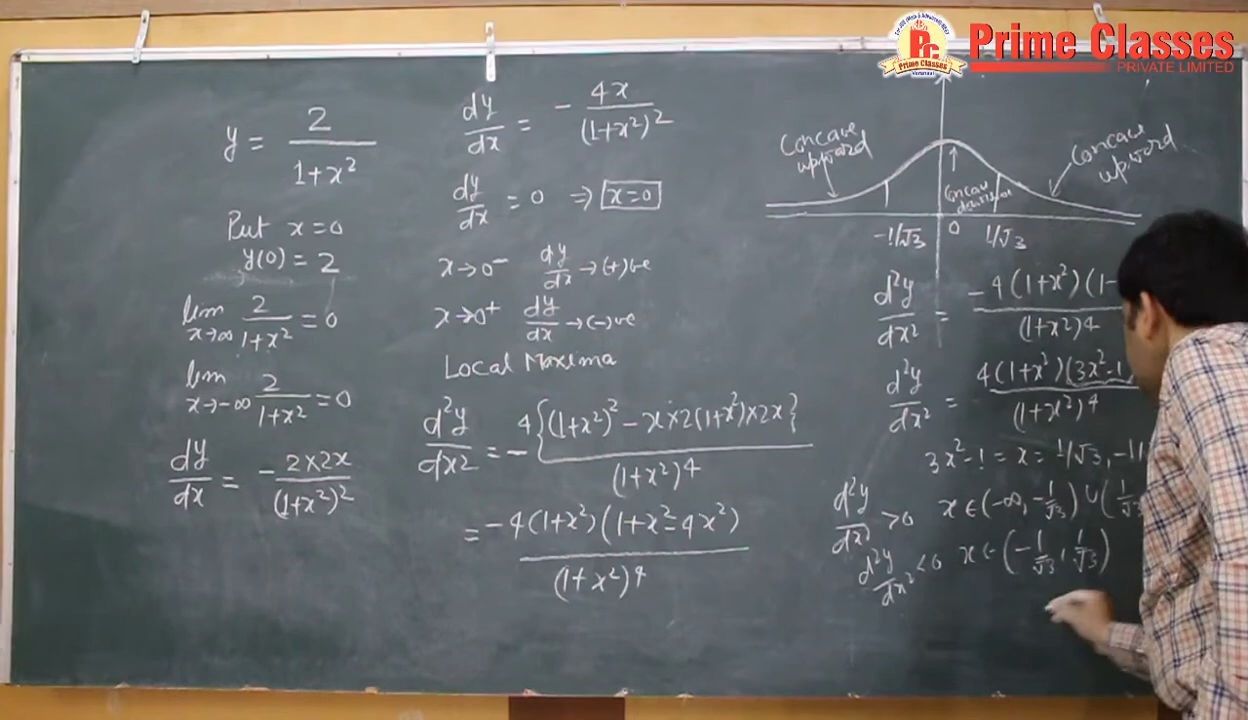 Prime Classes
PRIVATE LIMITED
Prime Classes
y = 2/(1+x²)
Put x = 0
y(0) = 2
lim x→∞ 2/(1+x²) = 0
lim x→-∞ 2/(1+x²) = 0
dy/dx = -2×2x/(1+x²)²
dy/dx = - 4x/(1+x²)²
dy/dx = 0 ⇒ x=0
x→0⁻ dy/dx → (+)ve
x→0⁺ dy/dx → (-)ve
Local Maxima
d²y/dx2 = - 4{(1+x²)² - x×2(1+x²)×2x}/(1+x²)⁴
= -4(1+x²)(1+x²-4x²)/(1+x²)⁴
Concave
upward
Concave
upward
Concav
-1/√3 0 1/√3
d²y/dx² = -4(1+x²)(1-/(1+x²)⁴
d²y/dx² = 4(1+x²)(3x²-1/(1+x²)⁴
3x²-1 = x = 1/√3, -1
d²y/dx² >0 x∈(-∞, -1/√3) ∪ (1/√3
d²y/dx² <0 x∈(-1/√3, 1/√3)